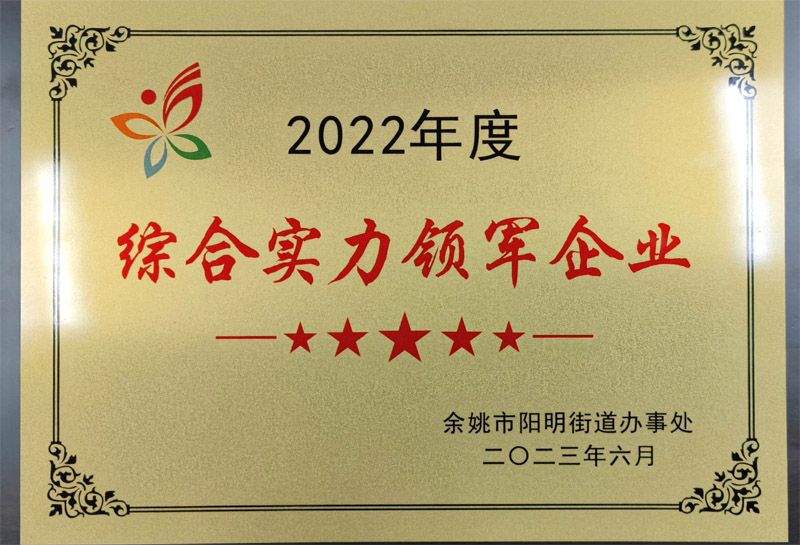 2022年度
综合实力领军企业
余姚市阳明街道办事处
二〇二三年六月